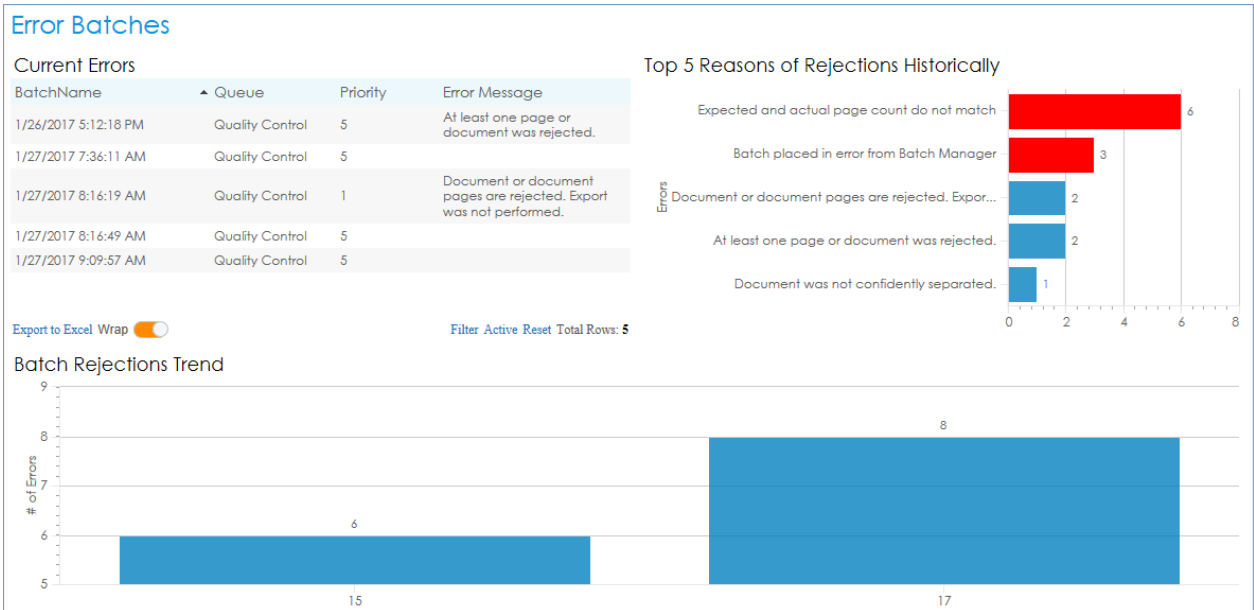 Error Batches
Current Errors
BatchName Queue Priority Error Message
1/26/2017 5:12:18 PM Quality Control 5 At least one page or
document was rejected.
1/27/2017 7:36:11 AM Quality Control 5
1/27/2017 8:16:19 AM Quality Control 1 Document or document
pages are rejected. Export
was not performed.
1/27/2017 8:16:49 AM Quality Control 5
1/27/2017 9:09:57 AM Quality Control 5
Export to Excel Wrap Filter Active Reset Total Rows: 5
Top 5 Reasons of Rejections Historically
Errors
Expected and actual page count do not match 6
Batch placed in error from Batch Manager 3
Document or document pages are rejected. Expor... 2
At least one page or document was rejected. 2
Document was not confidently separated. 1
0 2 4 6 8
Batch Rejections Trend
# of Errors
9
8
7
6
5
6
8
15 17